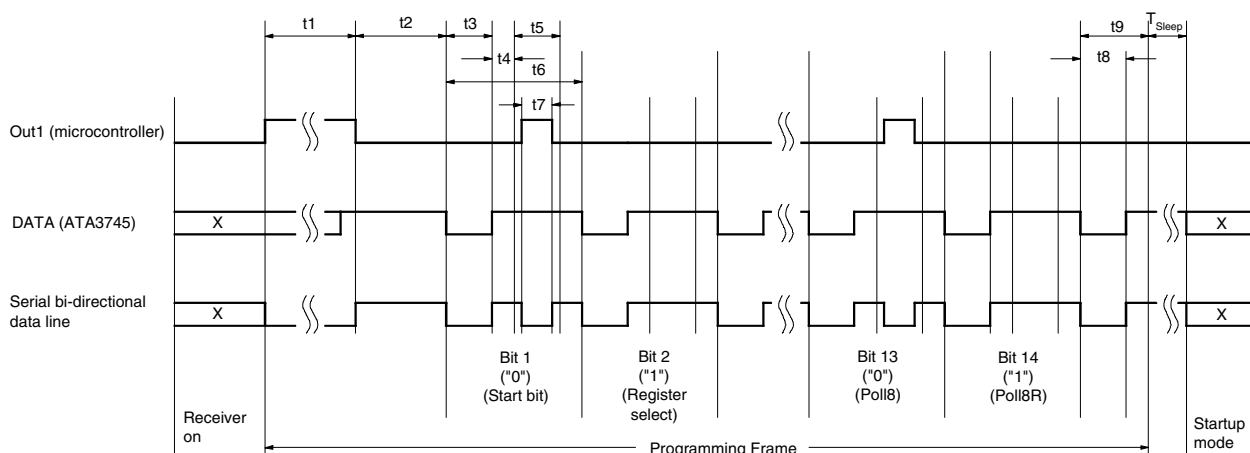 t1
t2
t3
t5
t9
TSleep
t4
t6
t8
t7
Out1 (microcontroller)
DATA (ATA3745)
X
X
Serial bi-directional
data line
X
X
Bit 1
("0")
(Start bit)
Bit 2
("1")
(Register
select)
Bit 13
("0")
(Poll8)
Bit 14
("1")
(Poll8R)
Receiver
on
Startup
mode
Programming Frame